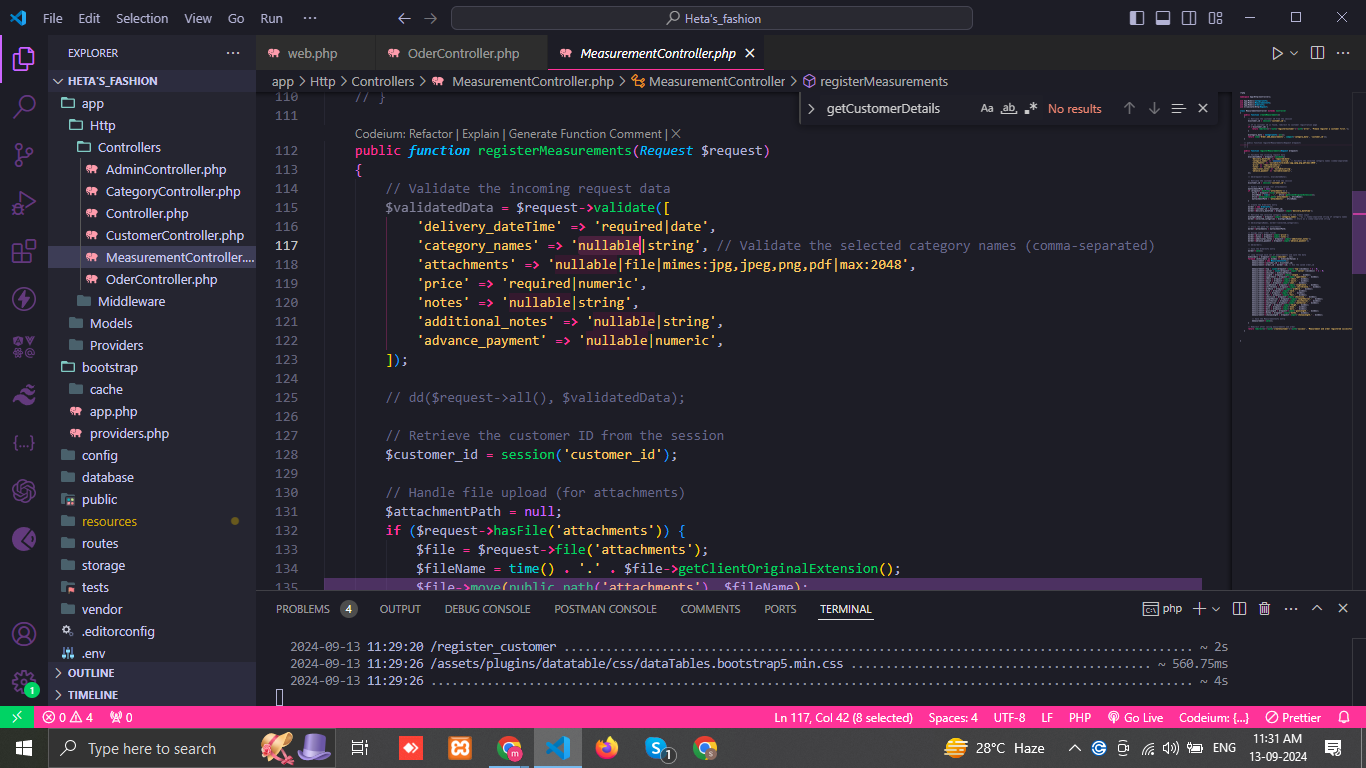 File Edit Selection View Go Run ··· Heta's_fashion
EXPLORER ···
web.php OderController.php MeasurementController.php
HETA'S_FASHION
app > Http > Controllers > MeasurementController.php > MeasurementController > registerMeasurements
app
Http
Controllers
AdminController.php
CategoryController.php
Controller.php
CustomerController.php
MeasurementController....
OderController.php
Middleware
Models
Providers
bootstrap
cache
app.php
providers.php
config
database
public
resources
routes
storage
tests
vendor
.editorconfig
.env
OUTLINE
TIMELINE
getCustomerDetails Aa ab .* No results
110 // }
111
Codeium: Refactor | Explain | Generate Function Comment | X
112 public function registerMeasurements(Request $request)
113 {
114 // Validate the incoming request data
115 $validatedData = $request->validate([
116 'delivery_dateTime' => 'required|date',
117 'category_names' => 'nullable|string', // Validate the selected category names (comma-separated)
118 'attachments' => 'nullable|file|mimes:jpg,jpeg,png,pdf|max:2048',
119 'price' => 'required|numeric',
120 'notes' => 'nullable|string',
121 'additional_notes' => 'nullable|string',
122 'advance_payment' => 'nullable|numeric',
123 ]);
124
125 // dd($request->all(), $validatedData);
126
127 // Retrieve the customer ID from the session
128 $customer_id = session('customer_id');
129
130 // Handle file upload (for attachments)
131 $attachmentPath = null;
132 if ($request->hasFile('attachments')) {
133 $file = $request->file('attachments');
134 $fileName = time() . '.' . $file->getClientOriginalExtension();
135 $file->move(public_path('attachments'), $fileName);
PROBLEMS 4 OUTPUT DEBUG CONSOLE POSTMAN CONSOLE COMMENTS PORTS TERMINAL php
2024-09-13 11:29:20 /register_customer ................ ~ 2s
2024-09-13 11:29:26 /assets/plugins/datatable/css/dataTables.bootstrap5.min.css ................ ~ 560.75ms
2024-09-13 11:29:26 ................ ~ 4s
1
0 4 0 Ln 117, Col 42 (8 selected) Spaces: 4 UTF-8 LF PHP Go Live Codeium: {...} Prettier
Type here to search 1 28°C Haze ENG 11:31 AM
13-09-2024